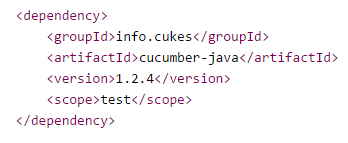 <dependency>
    <groupId>info.cukes</groupId>
    <artifactId>cucumber-java</artifactId>
    <version>1.2.4</version>
    <scope>test</scope>
</dependency>